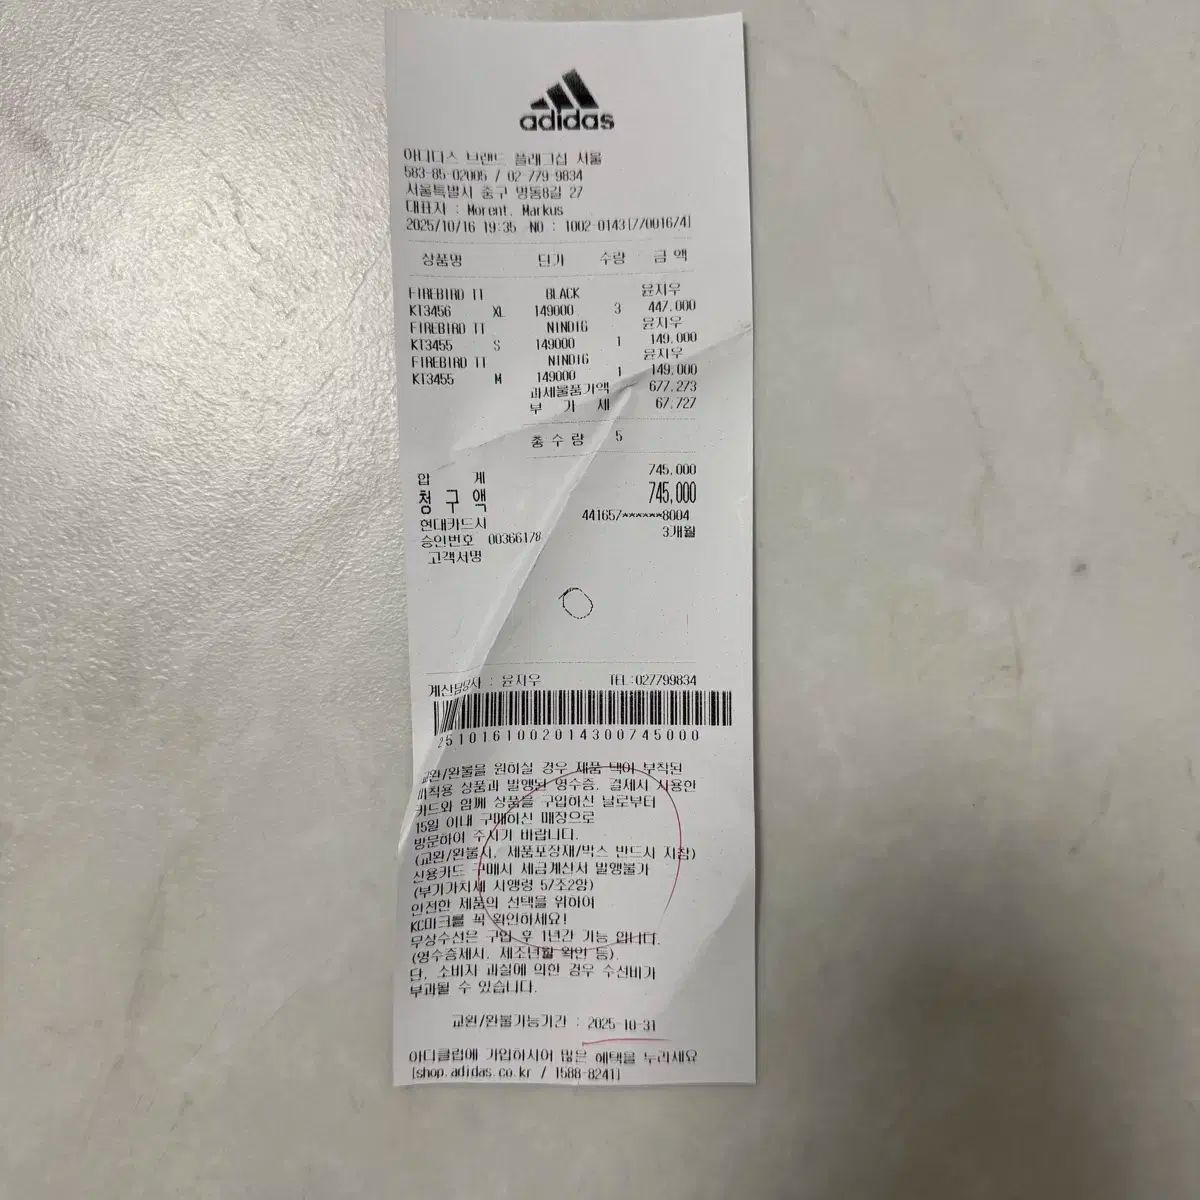 adidas
아디다스 브랜드 플래그십 서울
583-85-02005 / 02-779-9834
서울특별시 중구 명동8길 27
대표자 : Morent. Markus
2025/10/16 19:35 NO : 1002-0143[770016/4]
상품명 단가 수량 금 액
FIREBIRD TT BLACK 윤지우
KT3456 XL 149000 3 447,000
FIREBIRD TT NINDIG 윤지우
KT3455 S 149000 1 149,000
FIREBIRD TT NINDIG 윤지우
KT3455 M 149000 1 149,000
과세물품가액 677,273
부 가 세 67,727
총 수 량 5
합 계 745,000
청 구 액 745,000
현대카드사 441657******8004
승인번호 00366178 3개월
고객서명
계산담당자 : 윤지우 TEL:027799834
2510161002014300745000
교환/환불을 원하실 경우 제품 택이 부착된
미착용 상품과 발행된 영수증, 결제시 사용한
카드와 함께 상품을 구입하신 날로부터
15일 이내 구매하신 매장으로
방문하여 주시기 바랍니다.
(교환/환불시, 제품포장재/박스 반드시 지참)
신용카드 구매시 세금계산서 발행불가
(부가가치세 시행령 57조2항)
안전한 제품의 선택을 위하여
KC마크를 꼭 확인하세요!
무상수선은 구입 후 1년간 가능 합니다.
(영수증제시, 제조년월 확인 등).
단, 소비자 과실에 의한 경우 수선비가
부과될 수 있습니다.
교환/환불가능기간 : 2025-10-31
아디클럽에 가입하시어 많은 혜택을 누리세요
[shop.adidas.co.kr / 1588-8241]